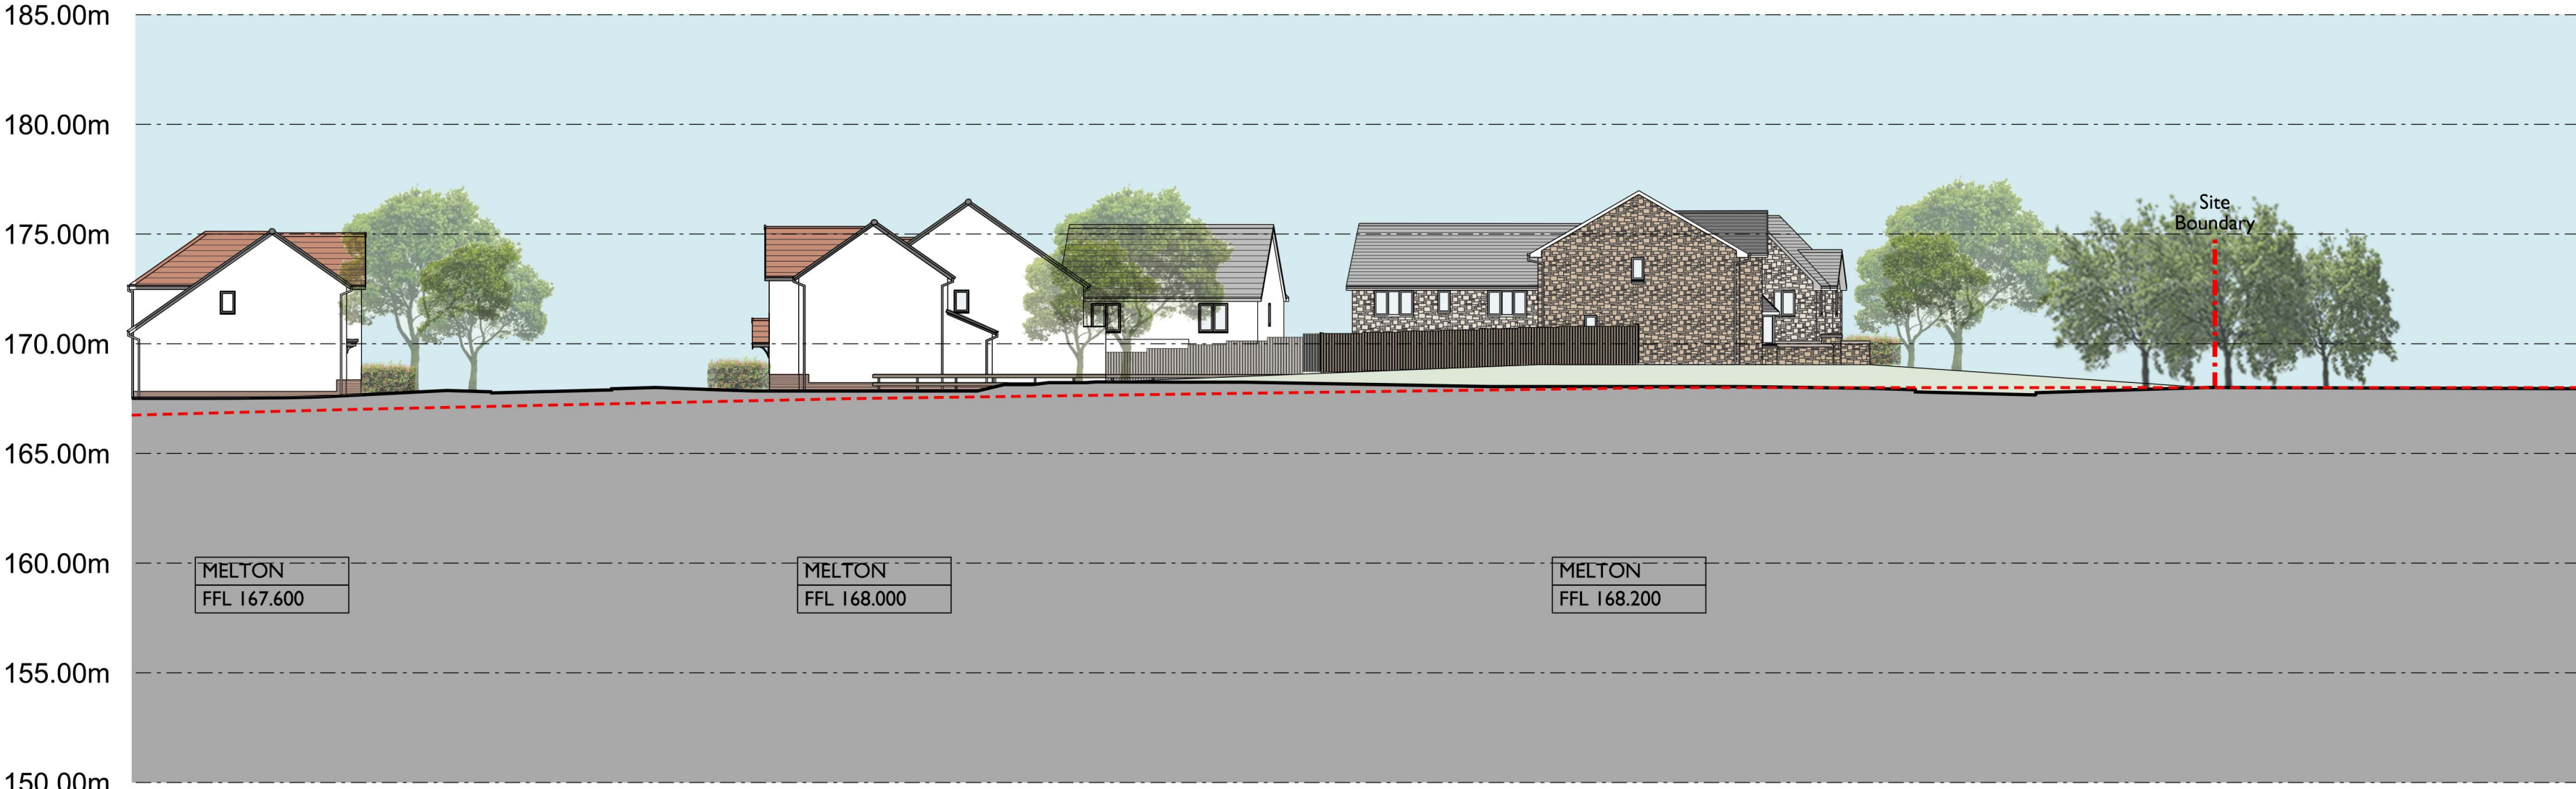 185.00m
180.00m
175.00m
170.00m
165.00m
160.00m
155.00m
150.00m
Site
Boundary
MELTON
FFL 167.600
MELTON
FFL 168.000
MELTON
FFL 168.200